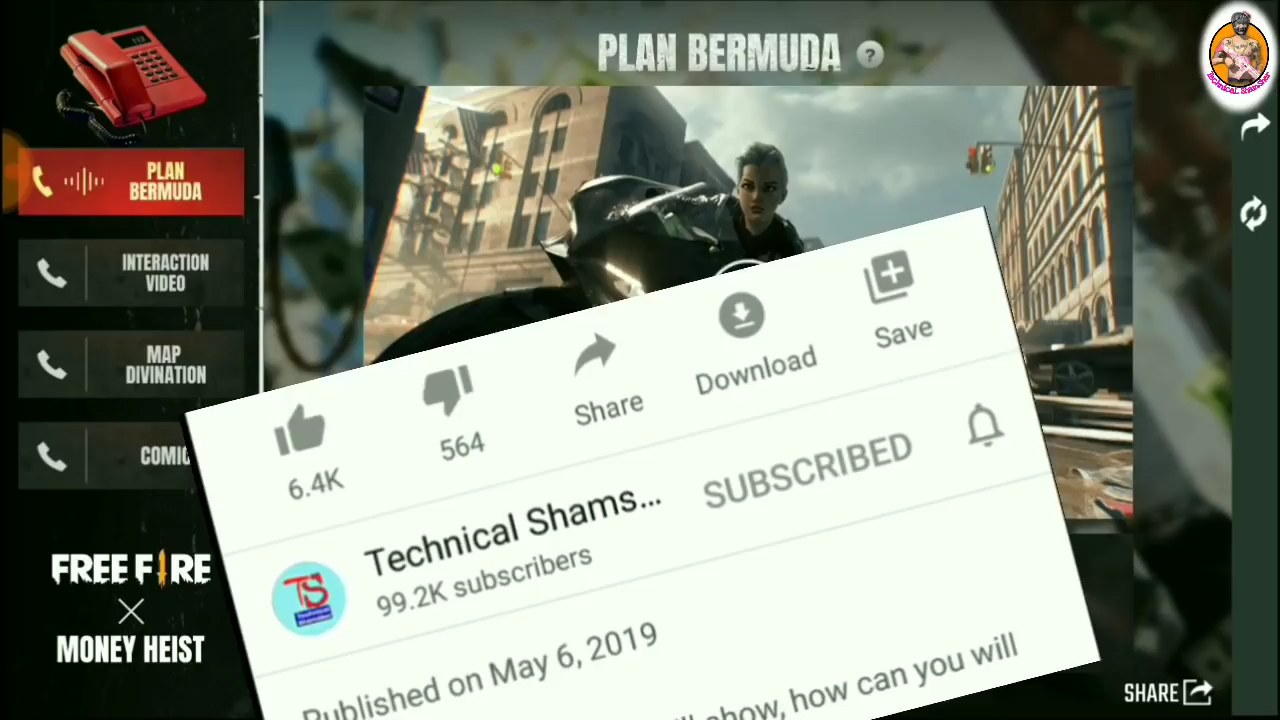 PLAN BERMUDA ?
PLAN
BERMUDA
INTERACTION
VIDEO
MAP
DIVINATION
COMIC
FREE FIRE
X
MONEY HEIST
6.4K
564
Share
Download
Save
Technical Shams...
SUBSCRIBED
99.2K subscribers
TS
Published on May 6, 2019
show, how can you will
SHARE